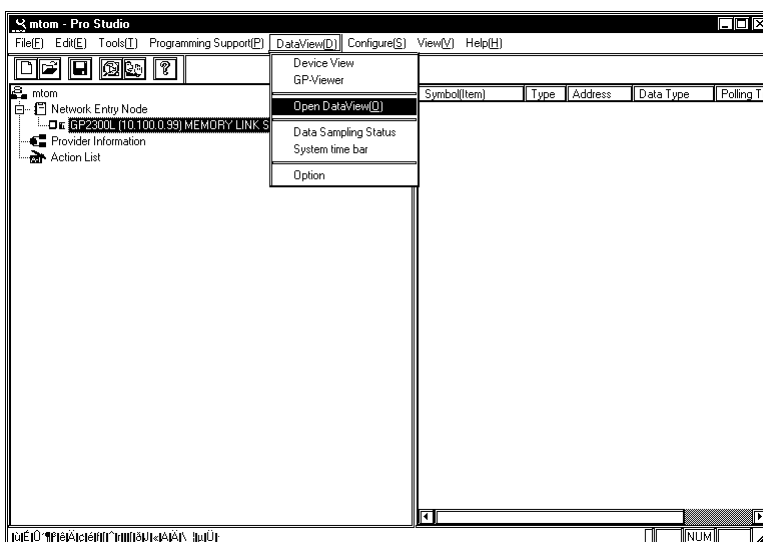 mtom - Pro Studio
File(F) Edit(E) Tools(T) Programming Support(P) DataView(D) Configure(S) View(V) Help(H)
Device View
GP-Viewer
Open DataView(O)
Data Sampling Status
System time bar
Option
mtom
Network Entry Node
GP2300L (10.100.0.99) MEMORY LINK S
Provider Information
Action List
Symbol(Item) Type Address Data Type Polling T
NUM